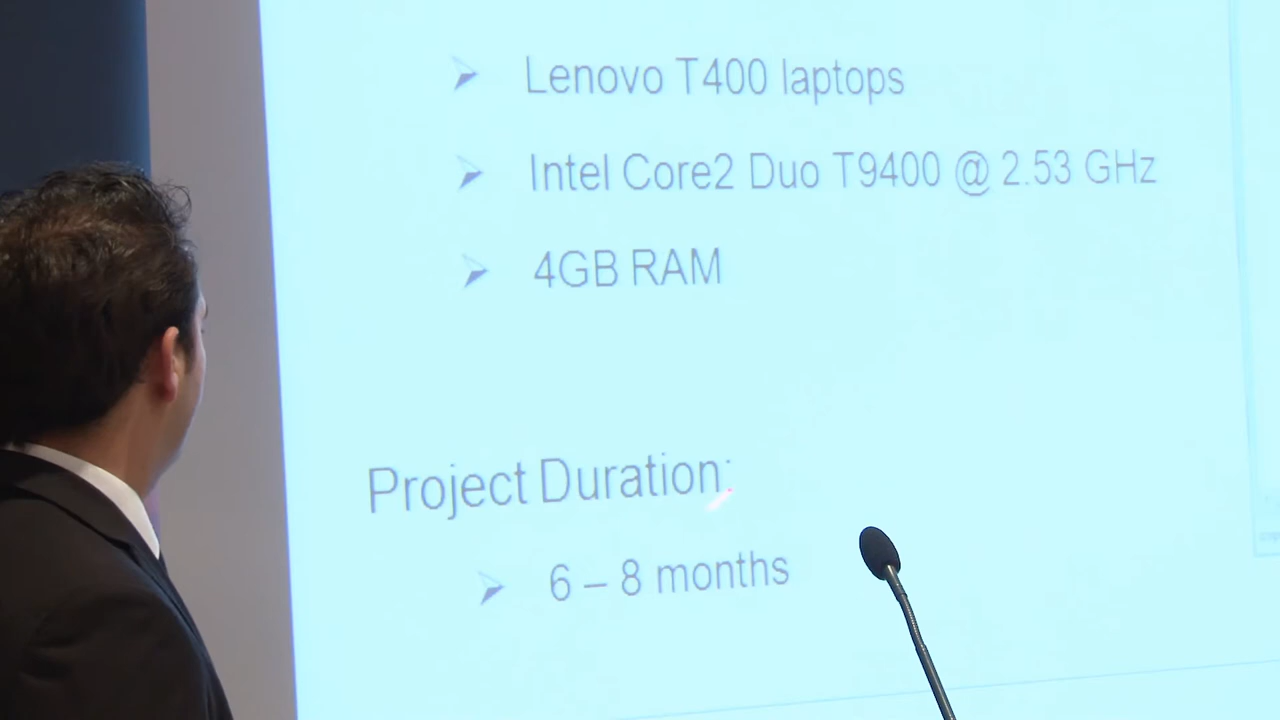 Lenovo T400 laptops
Intel Core2 Duo T9400 @ 2.53 GHz
4GB RAM
Project Duration:
6 – 8 months